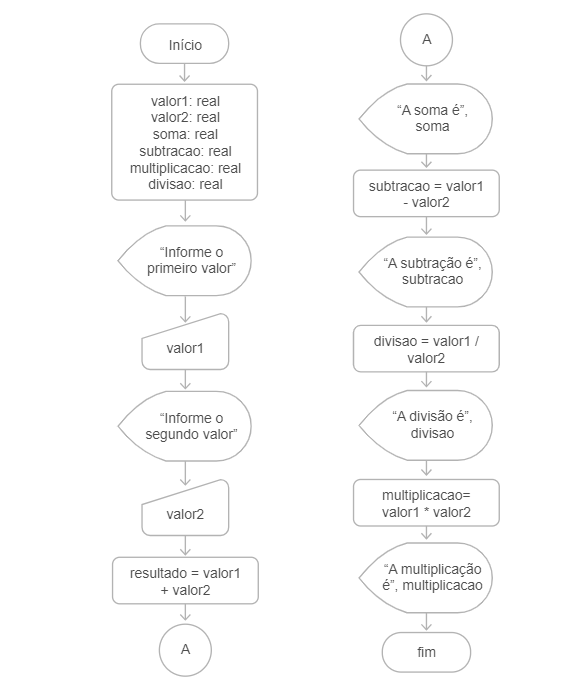 Início
valor1: real
valor2: real
soma: real
subtracao: real
multiplicacao: real
divisao: real
“Informe o
primeiro valor”
valor1
“Informe o
segundo valor”
valor2
resultado = valor1
+ valor2
A
A
“A soma é”,
soma
subtracao = valor1
- valor2
“A subtração é”,
subtracao
divisao = valor1 /
valor2
“A divisão é”,
divisao
multiplicacao=
valor1 * valor2
“A multiplicação
é”, multiplicacao
fim